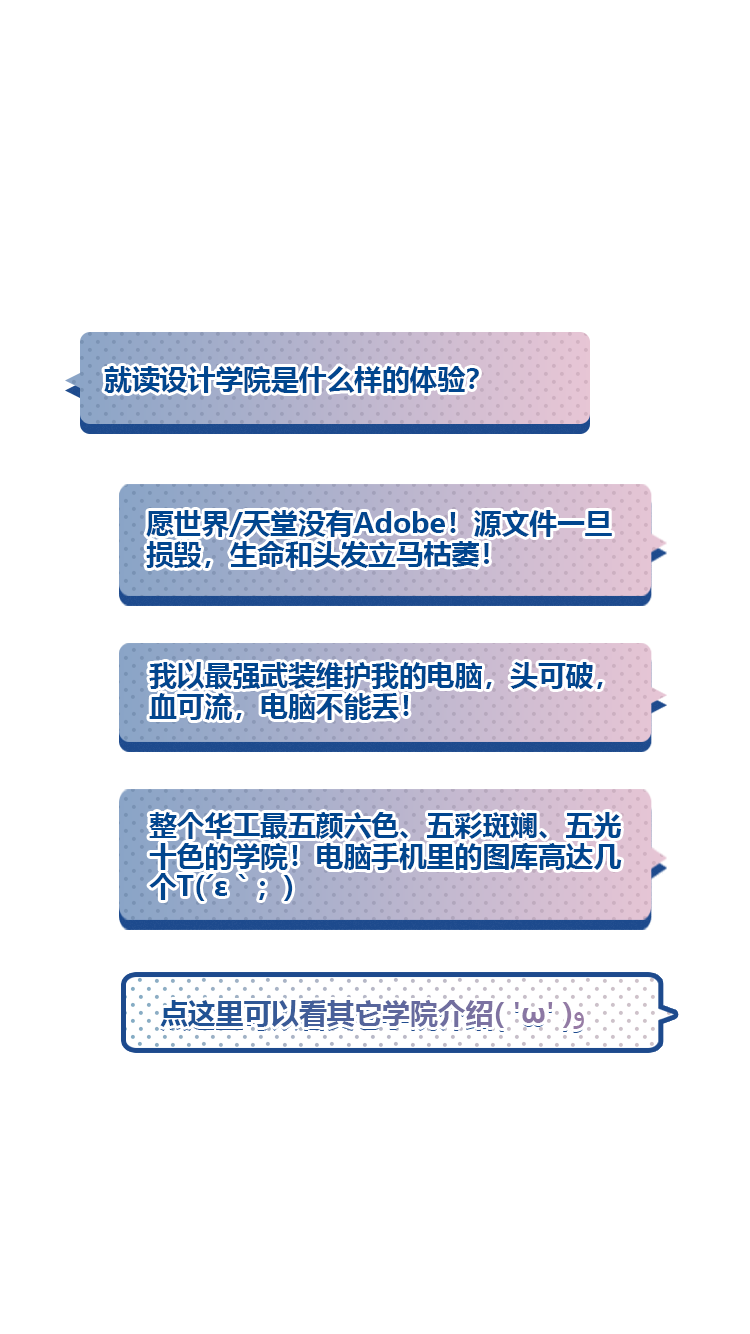 就读设计学院是什么样的体验?
愿世界/天堂没有Adobe！源文件一旦
损毁，生命和头发立马枯萎！
我以最强武装维护我的电脑，头可破，
血可流，电脑不能丢！
整个华工最五颜六色、五彩斑斓、五光
十色的学院！电脑手机里的图库高达几
个T(´ε｀；)
点这里可以看其它学院介绍( 'ω' )و